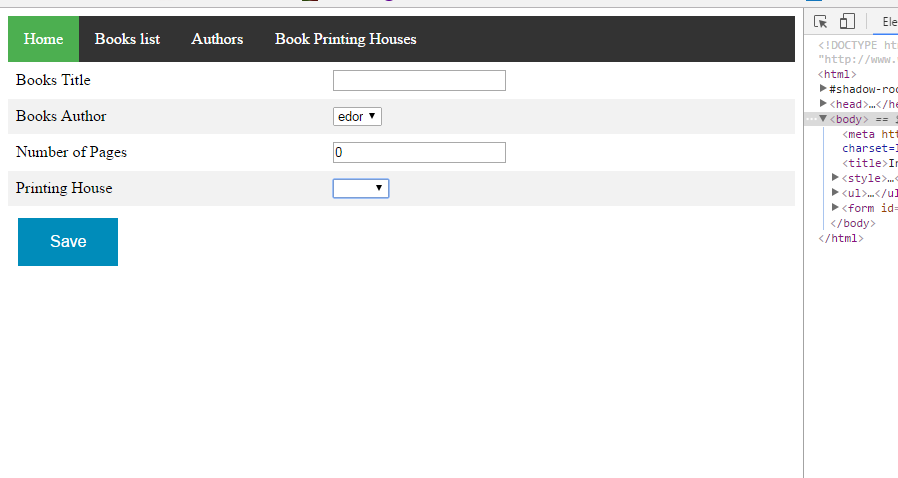 Home Books list Authors Book Printing Houses
Books Title
Books Author edor
Number of Pages 0
Printing House
Save
Ele
<!DOCTYPE ht
"http://www.
<html>
#shadow-roo
<head>…</he
<body> ==
<meta htt
charset=
<title>I
<style>…<
<ul>…</ul
<form id=
</body>
</html>